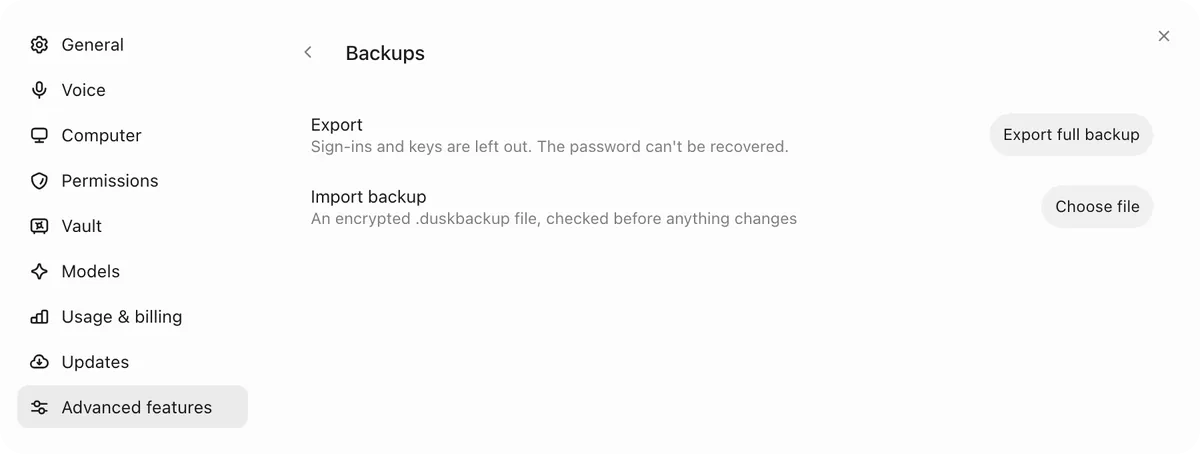 General
Voice
Computer
Permissions
Vault
Models
Usage & billing
Updates
Advanced features
Backups
Export
Sign-ins and keys are left out. The password can't be recovered.
Export full backup
Import backup
An encrypted .duskbackup file, checked before anything changes
Choose file